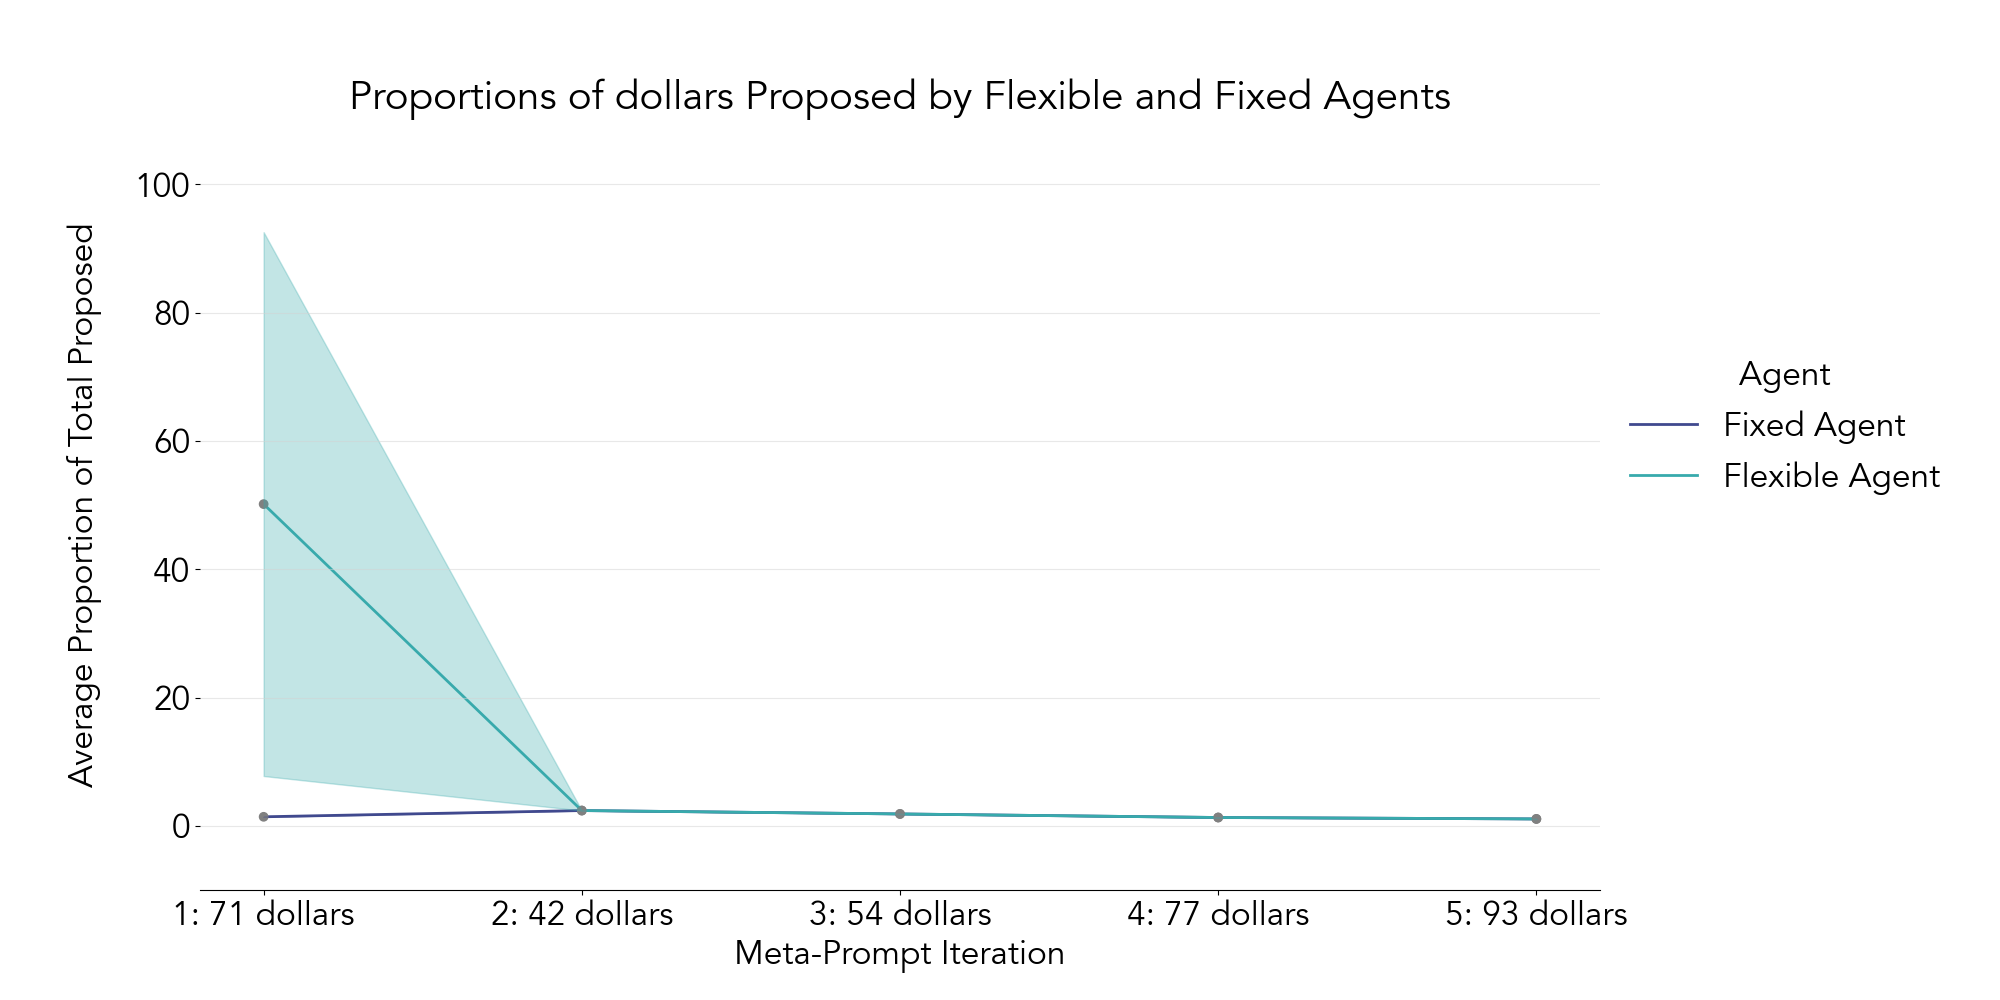 Proportions of dollars Proposed by Flexible and Fixed Agents
Average Proportion of Total Proposed
100
80
60
40
20
0
1: 71 dollars
2: 42 dollars
3: 54 dollars
4: 77 dollars
5: 93 dollars
Meta-Prompt Iteration
Agent
Fixed Agent
Flexible Agent